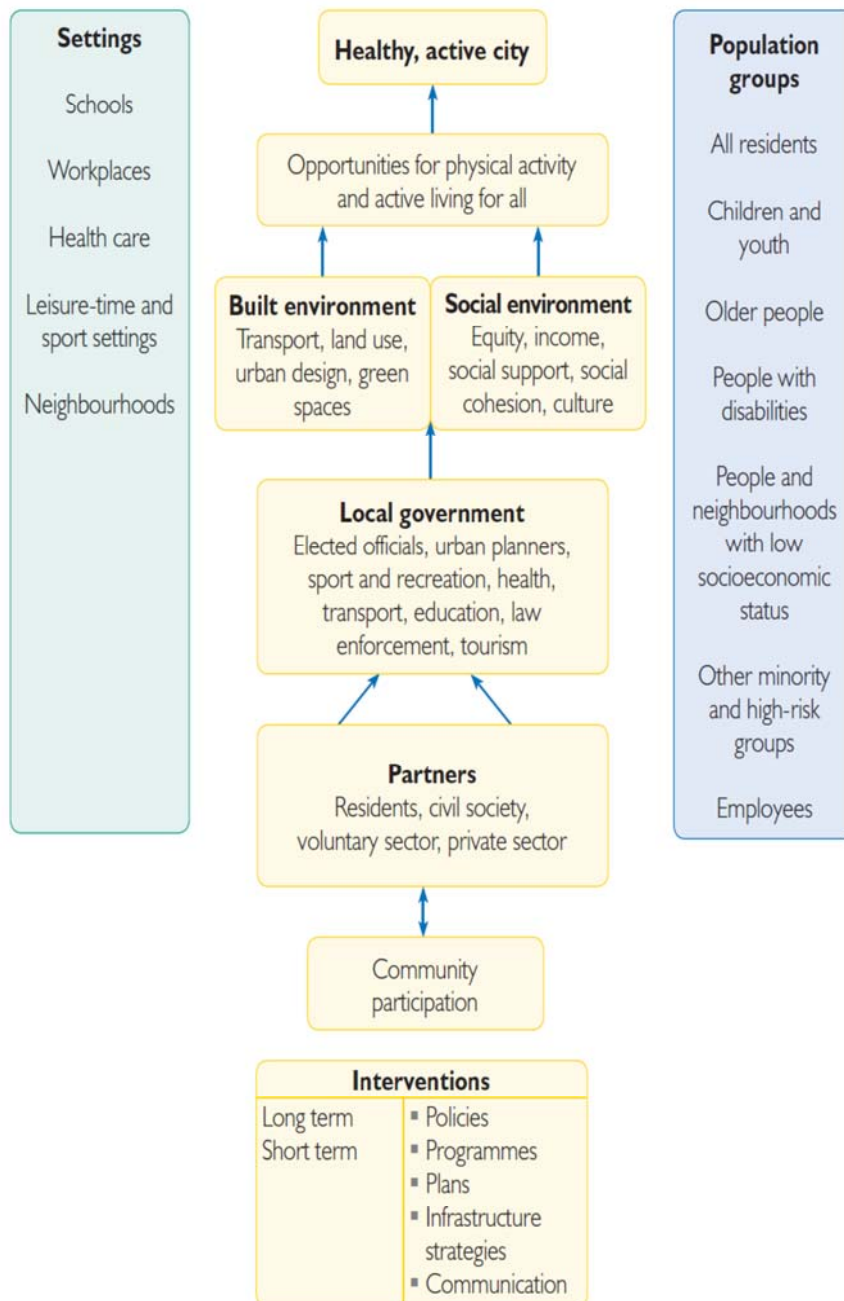 Settings
Schools
Workplaces
Health care
Leisure-time and
sport settings
Neighbourhoods
Healthy, active city
Opportunities for physical activity
and active living for all
Built environment
Transport, land use,
urban design, green
spaces
Social environment
Equity, income,
social support, social
cohesion, culture
Local government
Elected officials, urban planners,
sport and recreation, health,
transport, education, law
enforcement, tourism
Partners
Residents, civil society,
voluntary sector, private sector
Community
participation
Interventions
Long term
Short term
▪ Policies
▪ Programmes
▪ Plans
▪ Infrastructure
strategies
▪ Communication
Population
groups
All residents
Children and
youth
Older people
People with
disabilities
People and
neighbourhoods
with low
socioeconomic
status
Other minority
and high-risk
groups
Employees